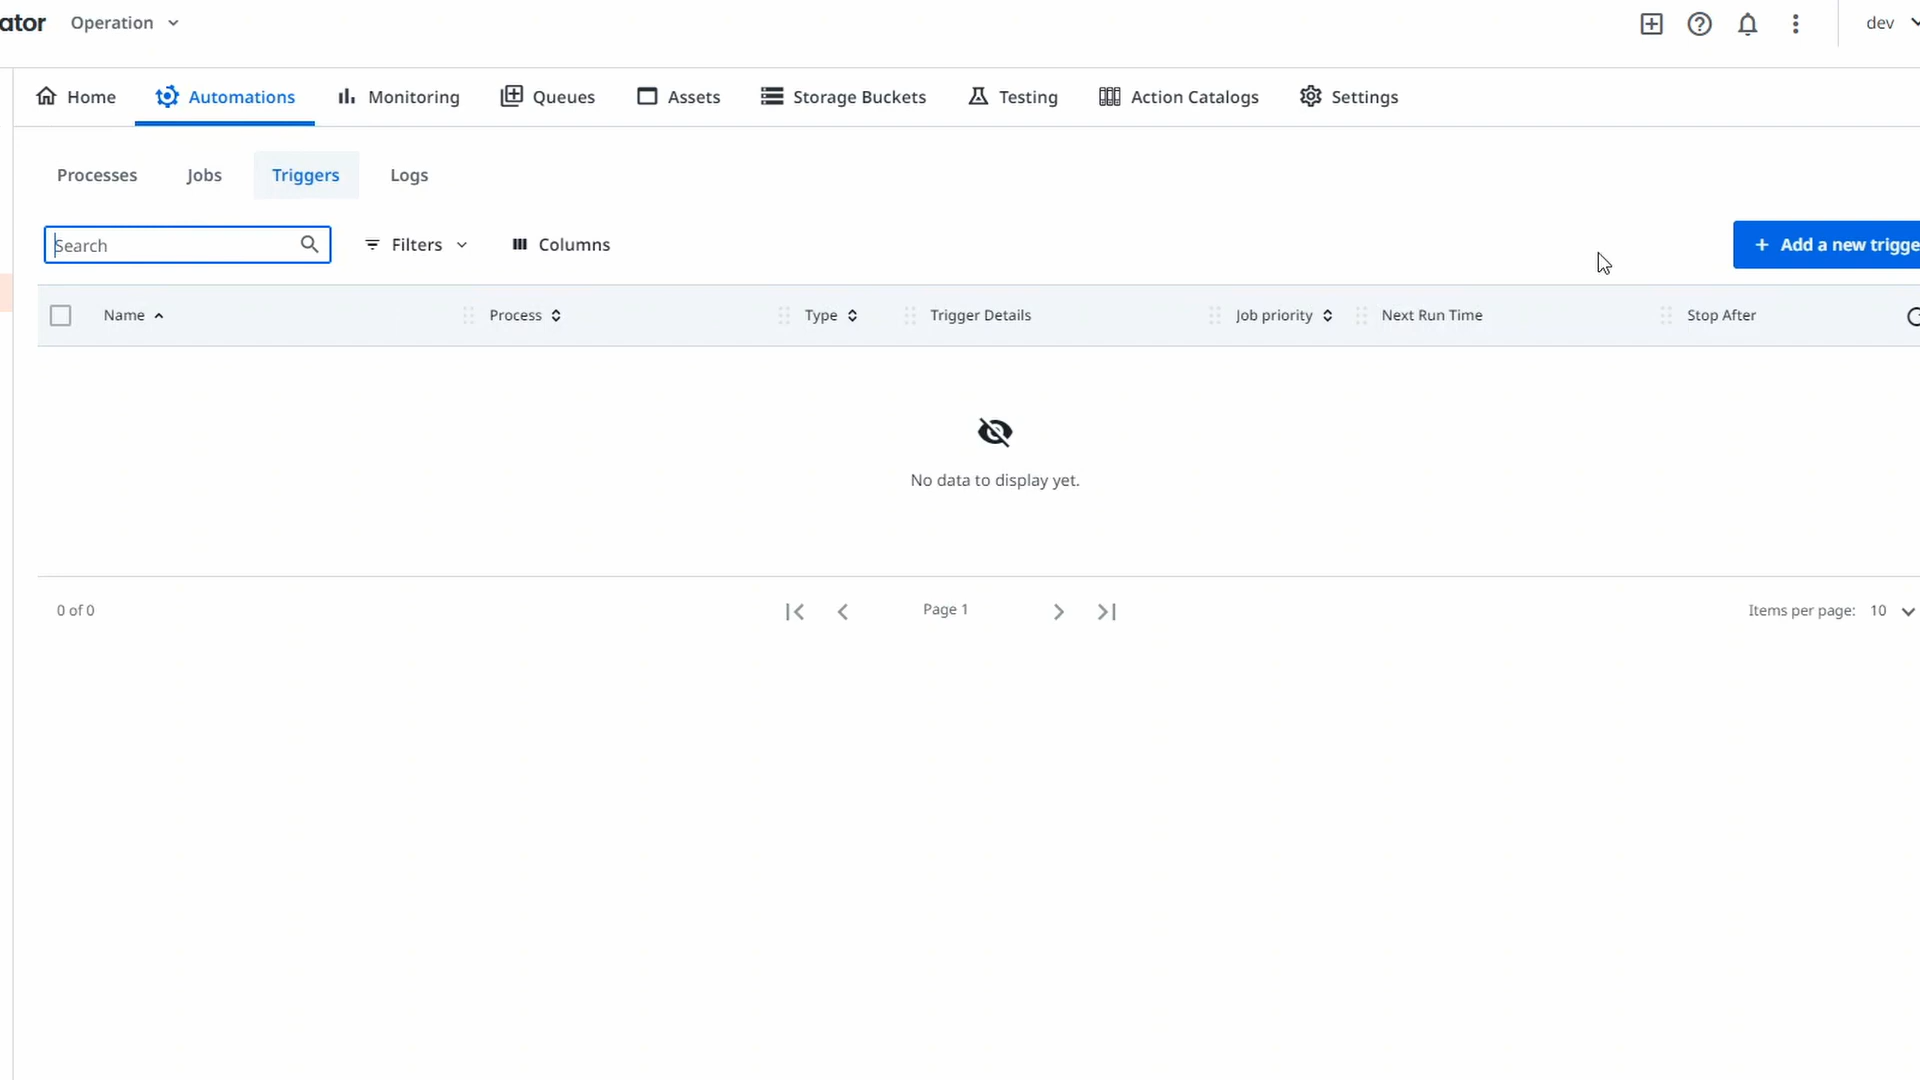 ator Operation dev
Home Automations Monitoring Queues Assets Storage Buckets Testing Action Catalogs Settings
Processes Jobs Triggers Logs
Search Filters Columns + Add a new trigge
Name Process Type Trigger Details Job priority Next Run Time Stop After
No data to display yet.
0 of 0 Page 1 Items per page: 10